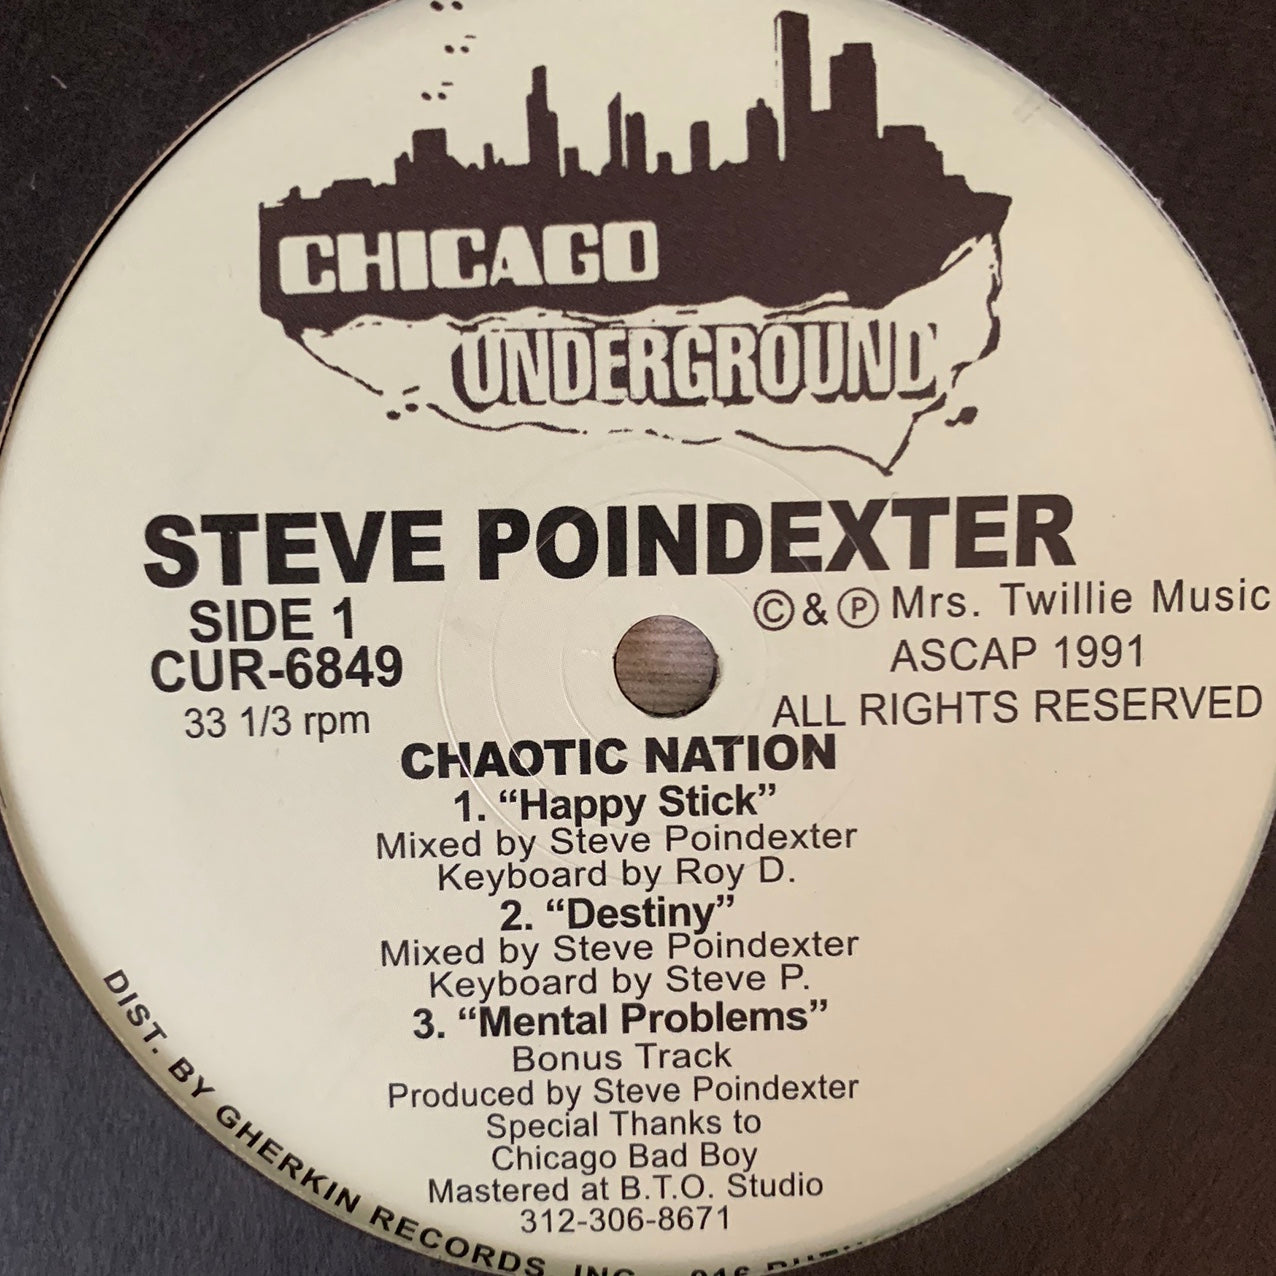 CHICAGO
UNDERGROUND
STEVE POINDEXTER
SIDE 1
CUR-6849
33 1/3 rpm
©&℗ Mrs. Twillie Music
ASCAP 1991
ALL RIGHTS RESERVED
CHAOTIC NATION
1. “Happy Stick”
Mixed by Steve Poindexter
Keyboard by Roy D.
2. “Destiny”
Mixed by Steve Poindexter
Keyboard by Steve P.
3. “Mental Problems”
Bonus Track
Produced by Steve Poindexter
Special Thanks to
Chicago Bad Boy
Mastered at B.T.O. Studio
312-306-8671
DIST. BY GHERKIN RECORDS, INC.